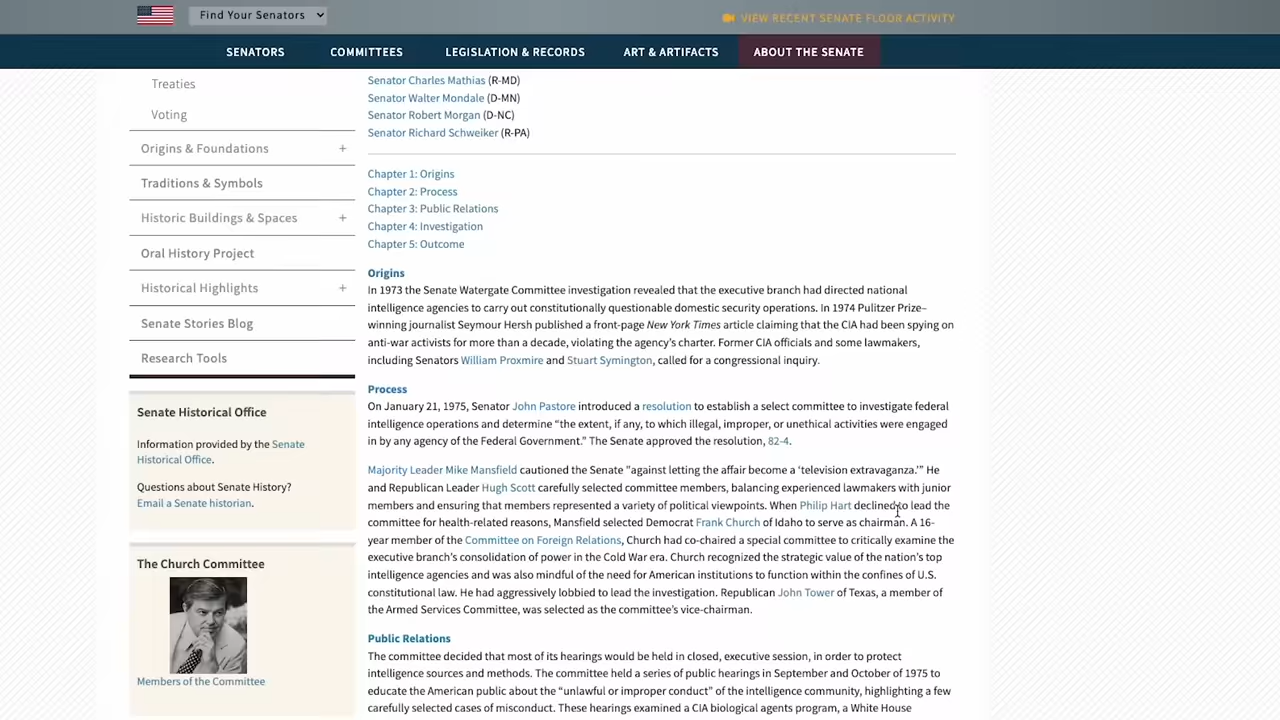 Find Your Senators
VIEW RECENT SENATE FLOOR ACTIVITY
SENATORS COMMITTEES LEGISLATION & RECORDS ART & ARTIFACTS ABOUT THE SENATE
Treaties
Voting
Origins & Foundations +
Traditions & Symbols
Historic Buildings & Spaces +
Oral History Project
Historical Highlights +
Senate Stories Blog
Research Tools
Senate Historical Office
Information provided by the Senate
Historical Office.
Questions about Senate History?
Email a Senate historian.
The Church Committee
Members of the Committee
Senator Charles Mathias (R-MD)
Senator Walter Mondale (D-MN)
Senator Robert Morgan (D-NC)
Senator Richard Schweiker (R-PA)
Chapter 1: Origins
Chapter 2: Process
Chapter 3: Public Relations
Chapter 4: Investigation
Chapter 5: Outcome
Origins
In 1973 the Senate Watergate Committee investigation revealed that the executive branch had directed national
intelligence agencies to carry out constitutionally questionable domestic security operations. In 1974 Pulitzer Prize–
winning journalist Seymour Hersh published a front-page New York Times article claiming that the CIA had been spying on
anti-war activists for more than a decade, violating the agency's charter. Former CIA officials and some lawmakers,
including Senators William Proxmire and Stuart Symington, called for a congressional inquiry.
Process
On January 21, 1975, Senator John Pastore introduced a resolution to establish a select committee to investigate federal
intelligence operations and determine “the extent, if any, to which illegal, improper, or unethical activities were engaged
in by any agency of the Federal Government.” The Senate approved the resolution, 82-4.
Majority Leader Mike Mansfield cautioned the Senate “against letting the affair become a ‘television extravaganza.’” He
and Republican Leader Hugh Scott carefully selected committee members, balancing experienced lawmakers with junior
members and ensuring that members represented a variety of political viewpoints. When Philip Hart declined to lead the
committee for health-related reasons, Mansfield selected Democrat Frank Church of Idaho to serve as chairman. A 16-
year member of the Committee on Foreign Relations, Church had co-chaired a special committee to critically examine the
executive branch's consolidation of power in the Cold War era. Church recognized the strategic value of the nation's top
intelligence agencies and was also mindful of the need for American institutions to function within the confines of U.S.
constitutional law. He had aggressively lobbied to lead the investigation. Republican John Tower of Texas, a member of
the Armed Services Committee, was selected as the committee's vice-chairman.
Public Relations
The committee decided that most of its hearings would be held in closed, executive session, in order to protect
intelligence sources and methods. The committee held a series of public hearings in September and October of 1975 to
educate the American public about the “unlawful or improper conduct” of the intelligence community, highlighting a few
carefully selected cases of misconduct. These hearings examined a CIA biological agents program, a White House